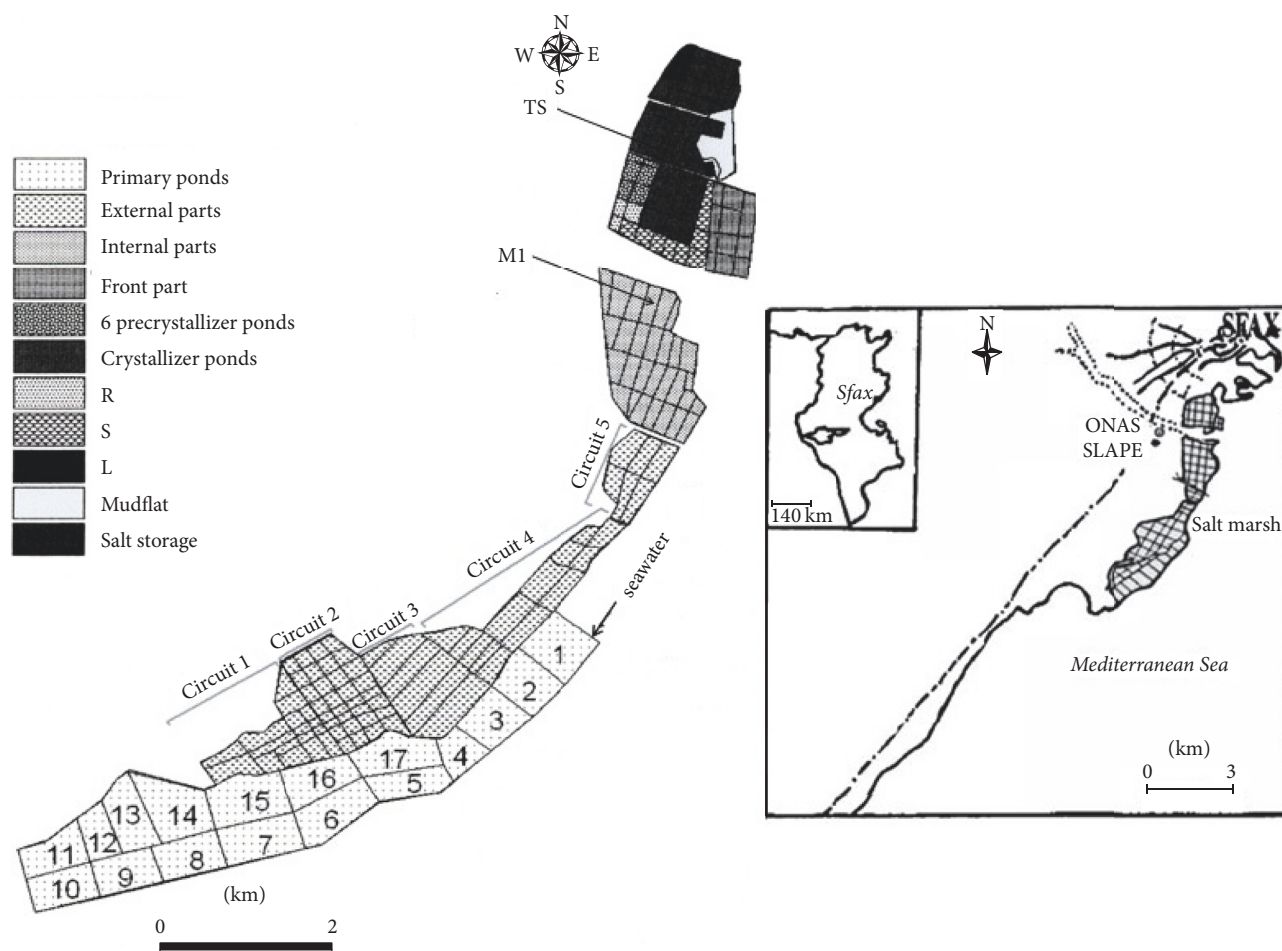 N
W E
S
TS
Primary ponds
External parts
Internal parts
Front part
6 precrystallizer ponds
Crystallizer ponds
R
S
L
Mudflat
Salt storage
M1
Circuit 5
Circuit 4
seawater
Circuit 3
Circuit 2
Circuit 1
1
2
3
4
17
5
16
6
15
7
14
8
13
12
9
11
10
(km)
0 2
N
SFAX
Sfax
ONAS
SLAPE
140 km
Salt marsh
Mediterranean Sea
(km)
0 3